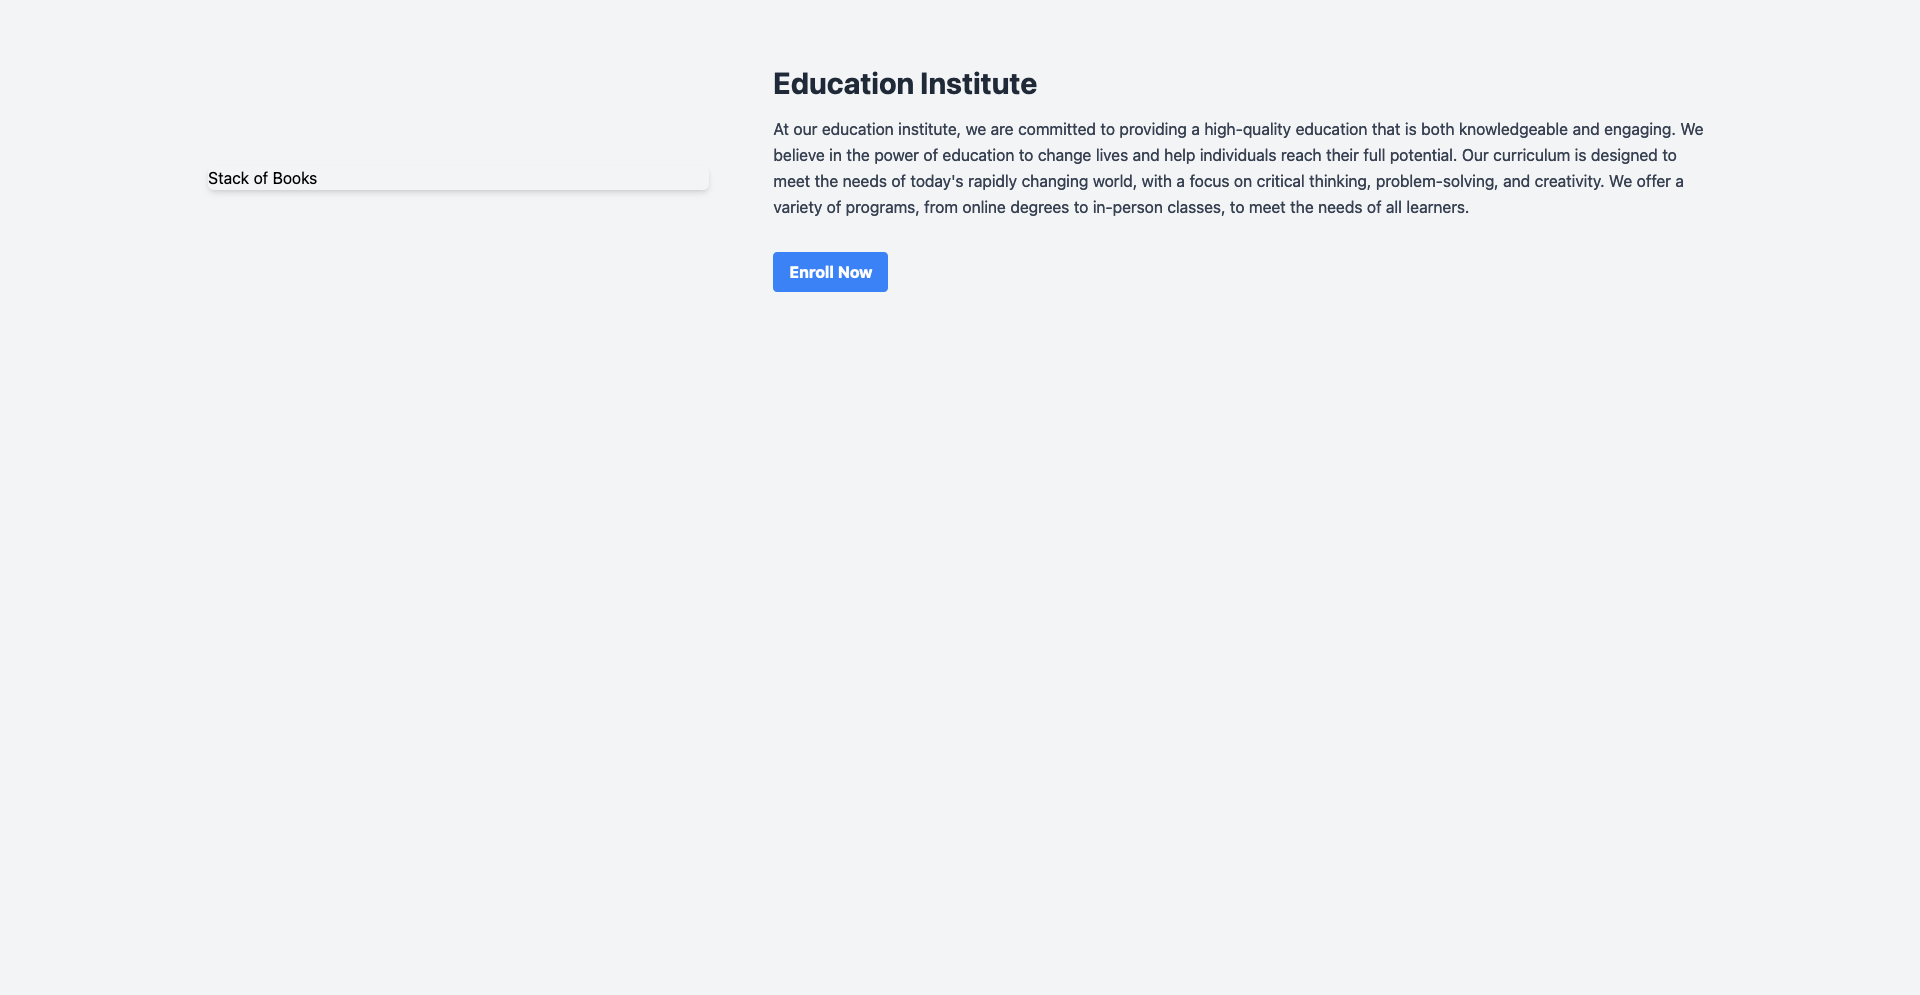 Education Institute
At our education institute, we are committed to providing a high-quality education that is both knowledgeable and engaging. We
believe in the power of education to change lives and help individuals reach their full potential. Our curriculum is designed to
meet the needs of today's rapidly changing world, with a focus on critical thinking, problem-solving, and creativity. We offer a
variety of programs, from online degrees to in-person classes, to meet the needs of all learners.
Stack of Books
Enroll Now